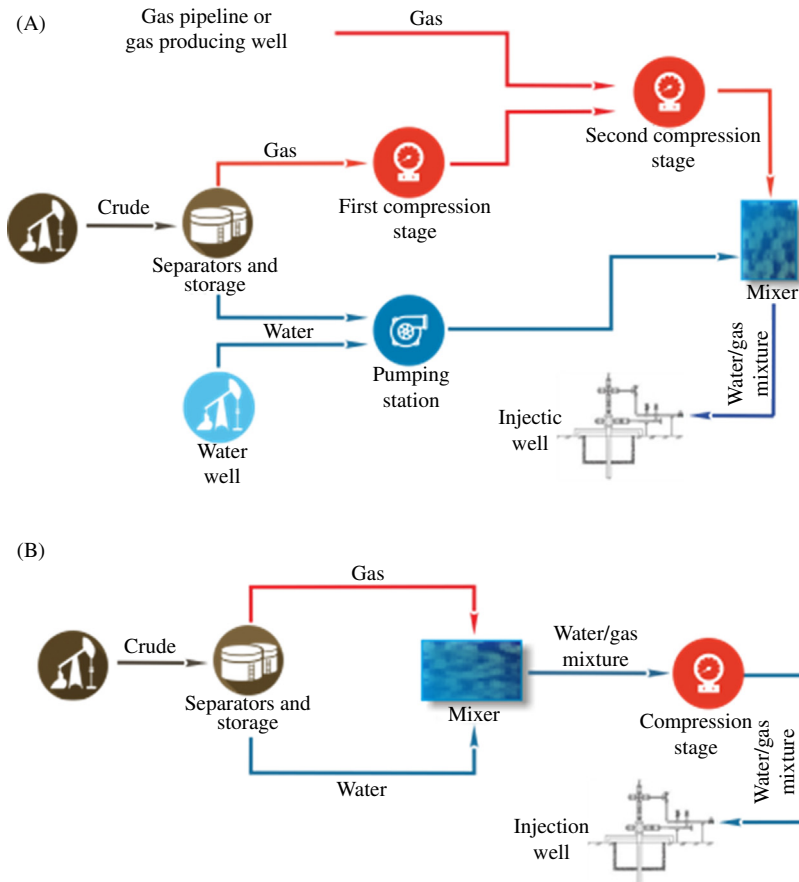 (A)
Gas pipeline or
gas producing well
Gas
Second compression
stage
Gas
First compression
stage
Crude
Separators and
storage
Mixer
Water
Pumping
station
Water/gas
mixture
Injectic
well
Water
well
(B)
Gas
Crude
Separators and
storage
Water/gas
mixture
Mixer
Compression
stage
Water
Water/gas
mixture
Injection
well